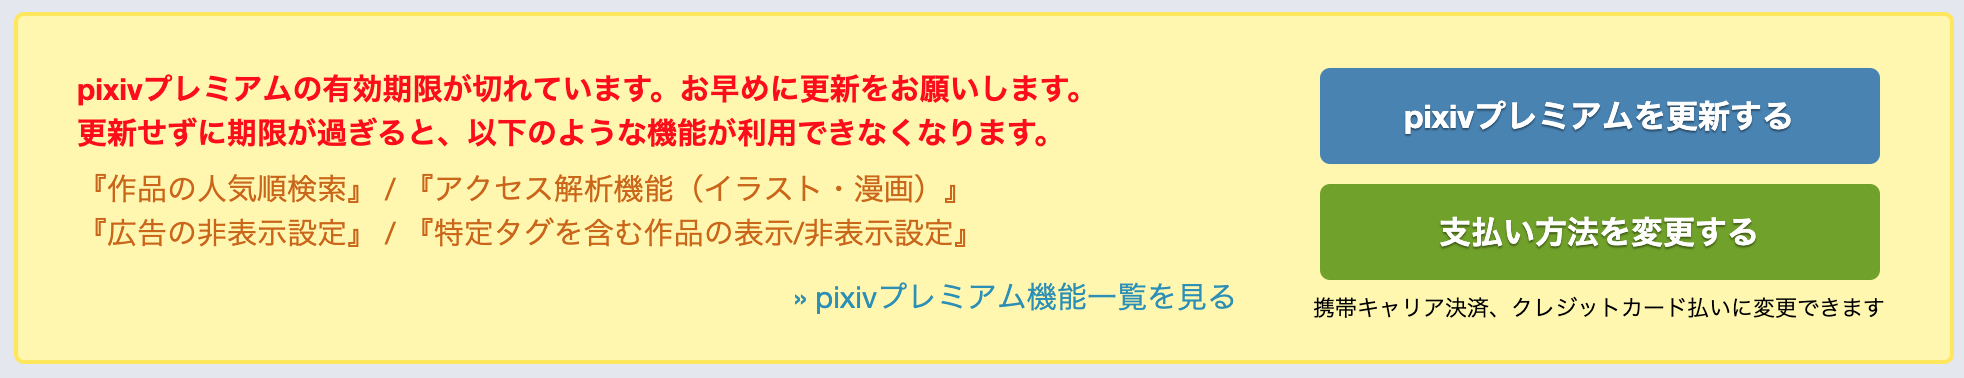 pixivプレミアムの有効期限が切れています。お早めに更新をお願いします。
更新せずに期限が過ぎると、以下のような機能が利用できなくなります。
『作品の人気順検索』 / 『アクセス解析機能（イラスト・漫画）』
『広告の非表示設定』 / 『特定タグを含む作品の表示/非表示設定』
» pixivプレミアム機能一覧を見る
pixivプレミアムを更新する
支払い方法を変更する
携帯キャリア決済、クレジットカード払いに変更できます